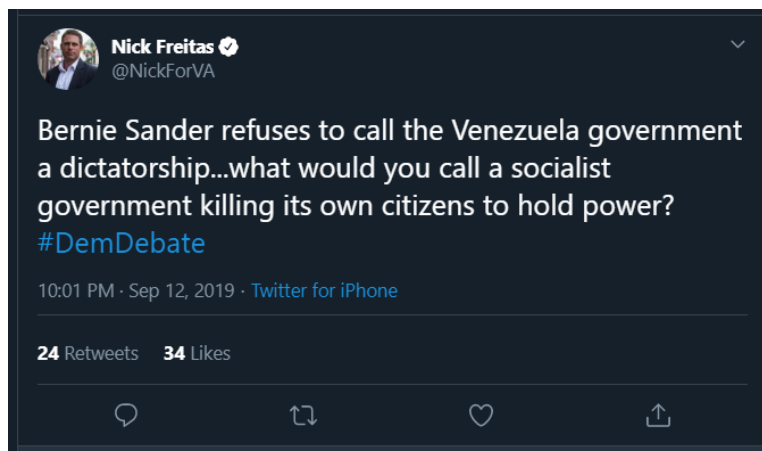 Nick Freitas
@NickForVA
Bernie Sander refuses to call the Venezuela government
a dictatorship...what would you call a socialist
government killing its own citizens to hold power?
#DemDebate
10:01 PM · Sep 12, 2019 · Twitter for iPhone
24 Retweets 34 Likes